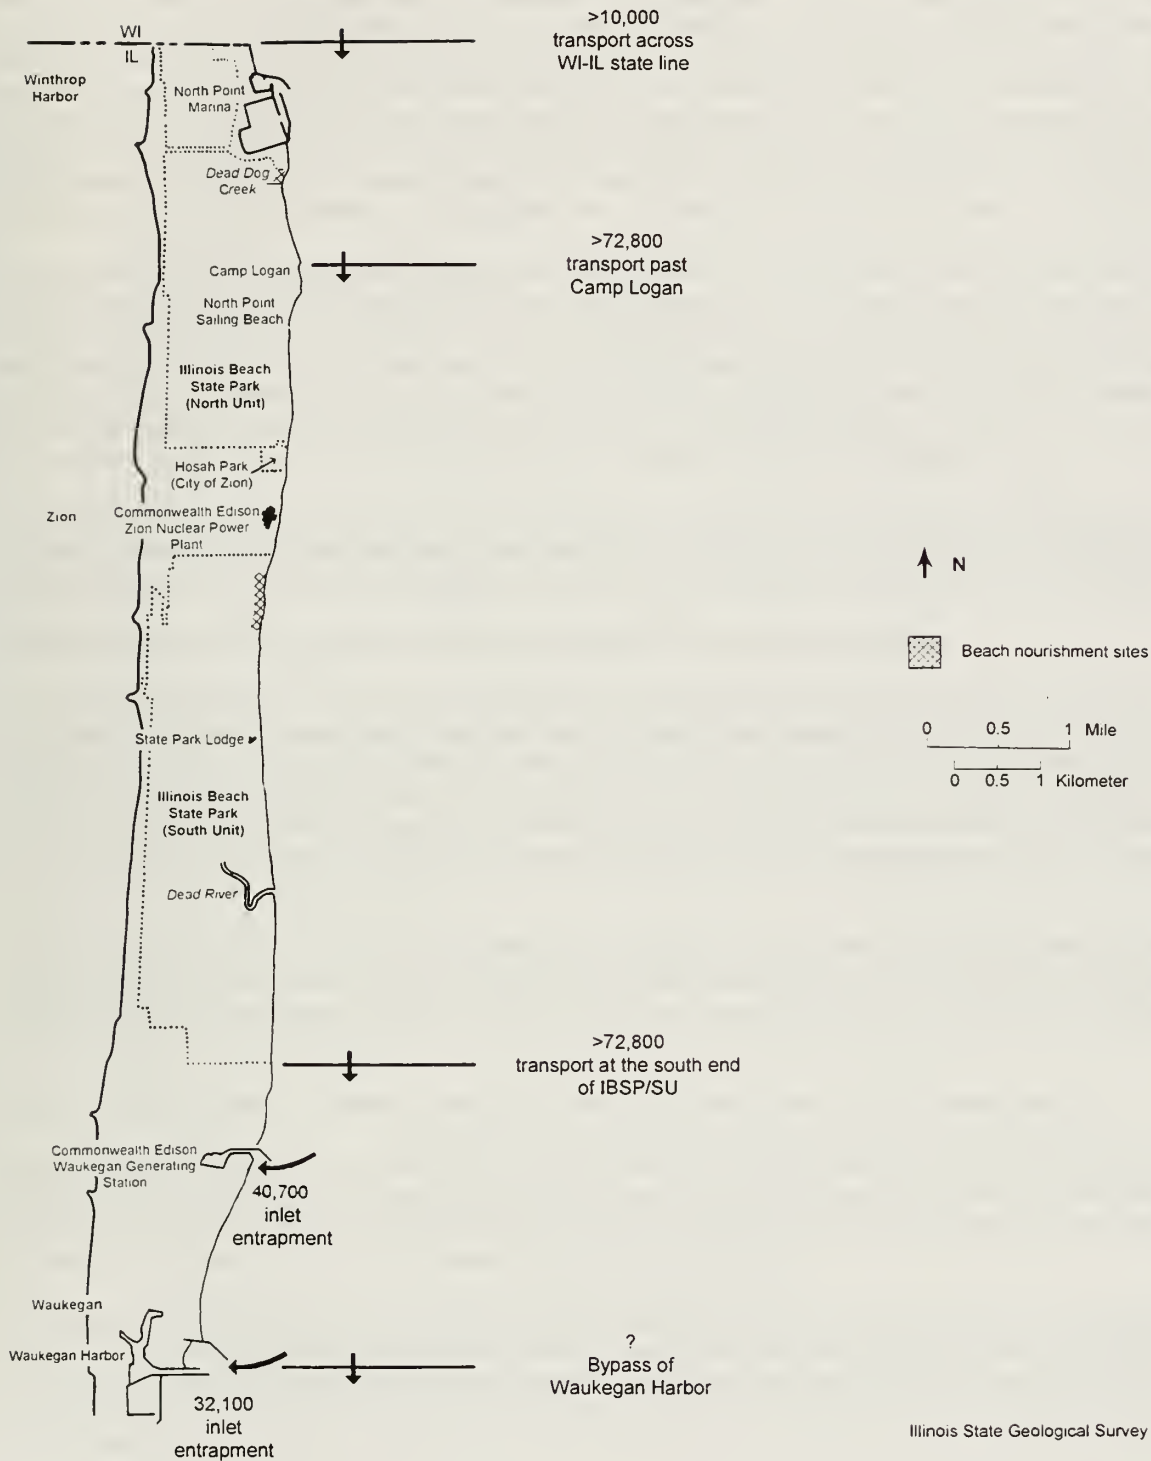 >10,000
transport across
WI-IL state line
WI
IL
Winthrop
Harbor
North Point
Marina
Dead Dog
Creek
>72,800
transport past
Camp Logan
Camp Logan
North Point
Sailing Beach
Illinois Beach
State Park
(North Unit)
Hosah Park
(City of Zion)
Zion
Commonwealth Edison
Zion Nuclear Power
Plant
N
Beach nourishment sites
0 0.5 1 Mile
0 0.5 1 Kilometer
State Park Lodge
Illinois Beach
State Park
(South Unit)
Dead River
>72,800
transport at the south end
of IBSP/SU
Commonwealth Edison
Waukegan Generating
Station
40,700
inlet
entrapment
Waukegan
Waukegan Harbor
?
Bypass of
Waukegan Harbor
32,100
inlet
entrapment
Illinois State Geological Survey